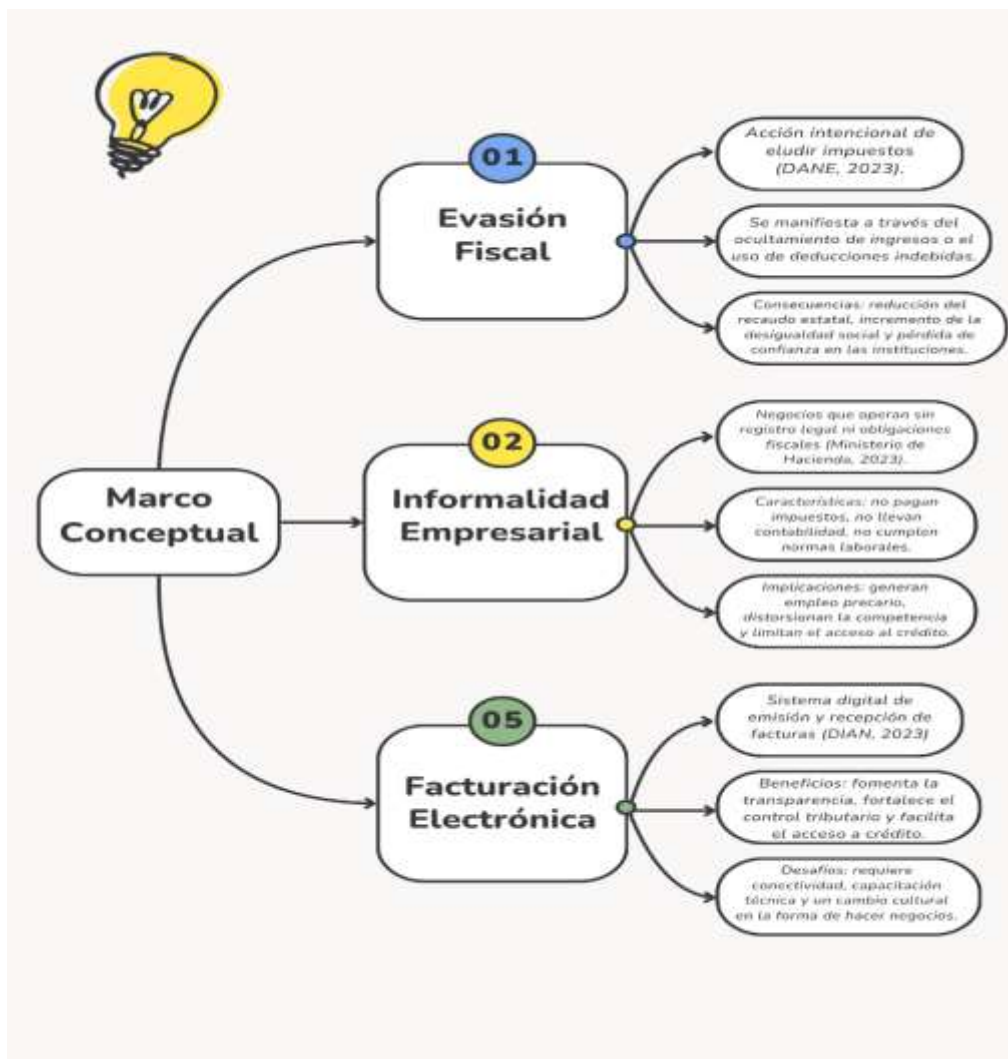 Marco
Conceptual
01
Evasión
Fiscal
Acción intencional de
eludir impuestos
(DANE, 2023).
Se manifiesta a través del
ocultamiento de ingresos o el
uso de deducciones indebidas.
Consecuencias: reducción del
recaudo estatal, incremento de la
desigualdad social y pérdida de
confianza en las instituciones.
02
Informalidad
Empresarial
Negocios que operan sin
registro legal ni obligaciones
fiscales (Ministerio de
Hacienda, 2023).
Características: no pagan
impuestos, no llevan
contabilidad, no cumplen
normas laborales.
Implicaciones: generan
empleo precario,
distorsionan la competencia
y limitan el acceso al crédito.
05
Facturación
Electrónica
Sistema digital de
emisión y recepción de
facturas (DIAN, 2023)
Beneficios: fomenta la
transparencia, fortalece el
control tributario y facilita
el acceso a crédito.
Desafíos: requiere
conectividad, capacitación
técnica y un cambio cultural
en la forma de hacer negocios.